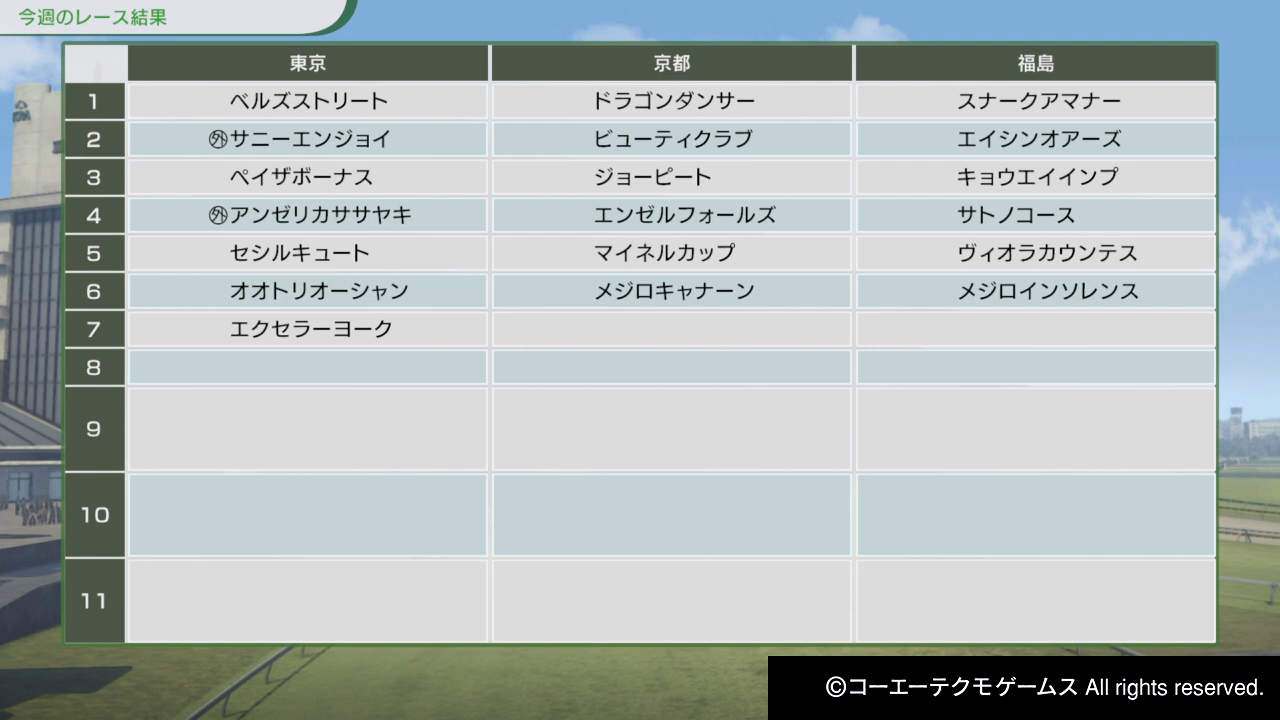 今週のレース結果
東京 京都 福島
1 ベルズストリート ドラゴンダンサー スナークアマナー
2 ㊕サニーエンジョイ ビューティクラブ エイシンオアーズ
3 ペイザボーナス ジョーピート キョウエイインプ
4 アンゼリカササヤキ エンゼルフォールズ サトノコース
5 セシルキュート マイネルカップ ヴィオラカウンテス
6 オオトリオーシャン メジロキャナーン メジロインソレンス
7 エクセラーヨーク
8
9
10
11
©コーエーテクモゲームス All rights reserved.